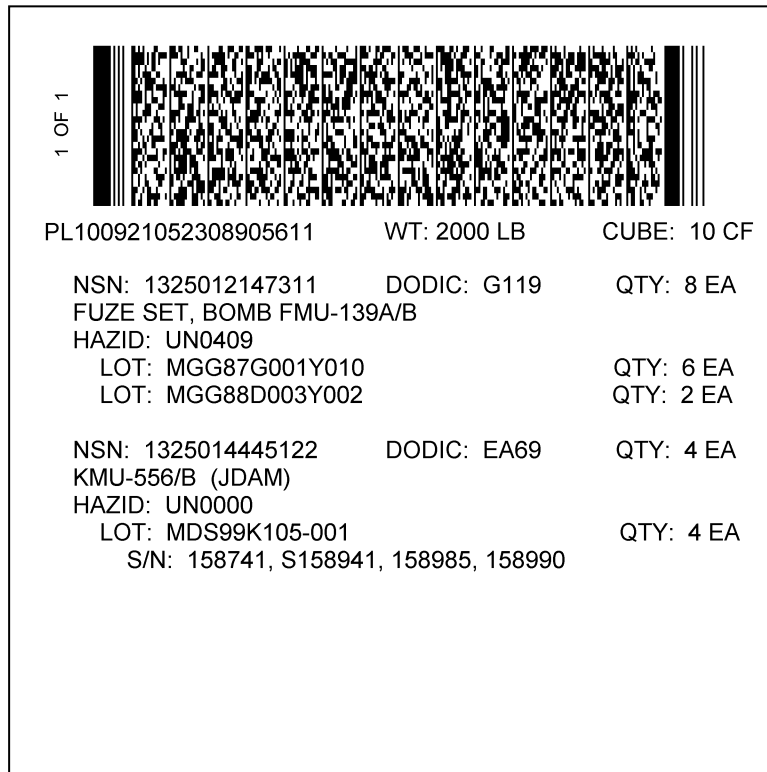 1 OF 1
PL100921052308905611 WT: 2000 LB CUBE: 10 CF
NSN: 1325012147311 DODIC: G119 QTY: 8 EA
FUZE SET, BOMB FMU-139A/B
HAZID: UN0409
LOT: MGG87G001Y010 QTY: 6 EA
LOT: MGG88D003Y002 QTY: 2 EA
NSN: 1325014445122 DODIC: EA69 QTY: 4 EA
KMU-556/B (JDAM)
HAZID: UN0000
LOT: MDS99K105-001 QTY: 4 EA
S/N: 158741, S158941, 158985, 158990